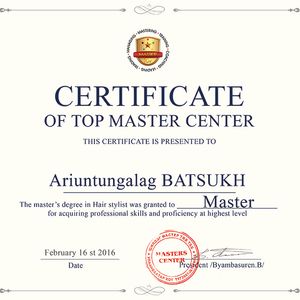 MASTER
CERTIFICATE
OF TOP MASTER CENTER
THIS CERTIFICATE IS PRESENTED TO
Ariuntungalag BATSUKH
The master's degree in Hair stylist was granted to Master
for acquiring professional skills and proficiency at highest level
February 16 st 2016
Date
MASTERS
CENTER
President /Byambasuren.B/